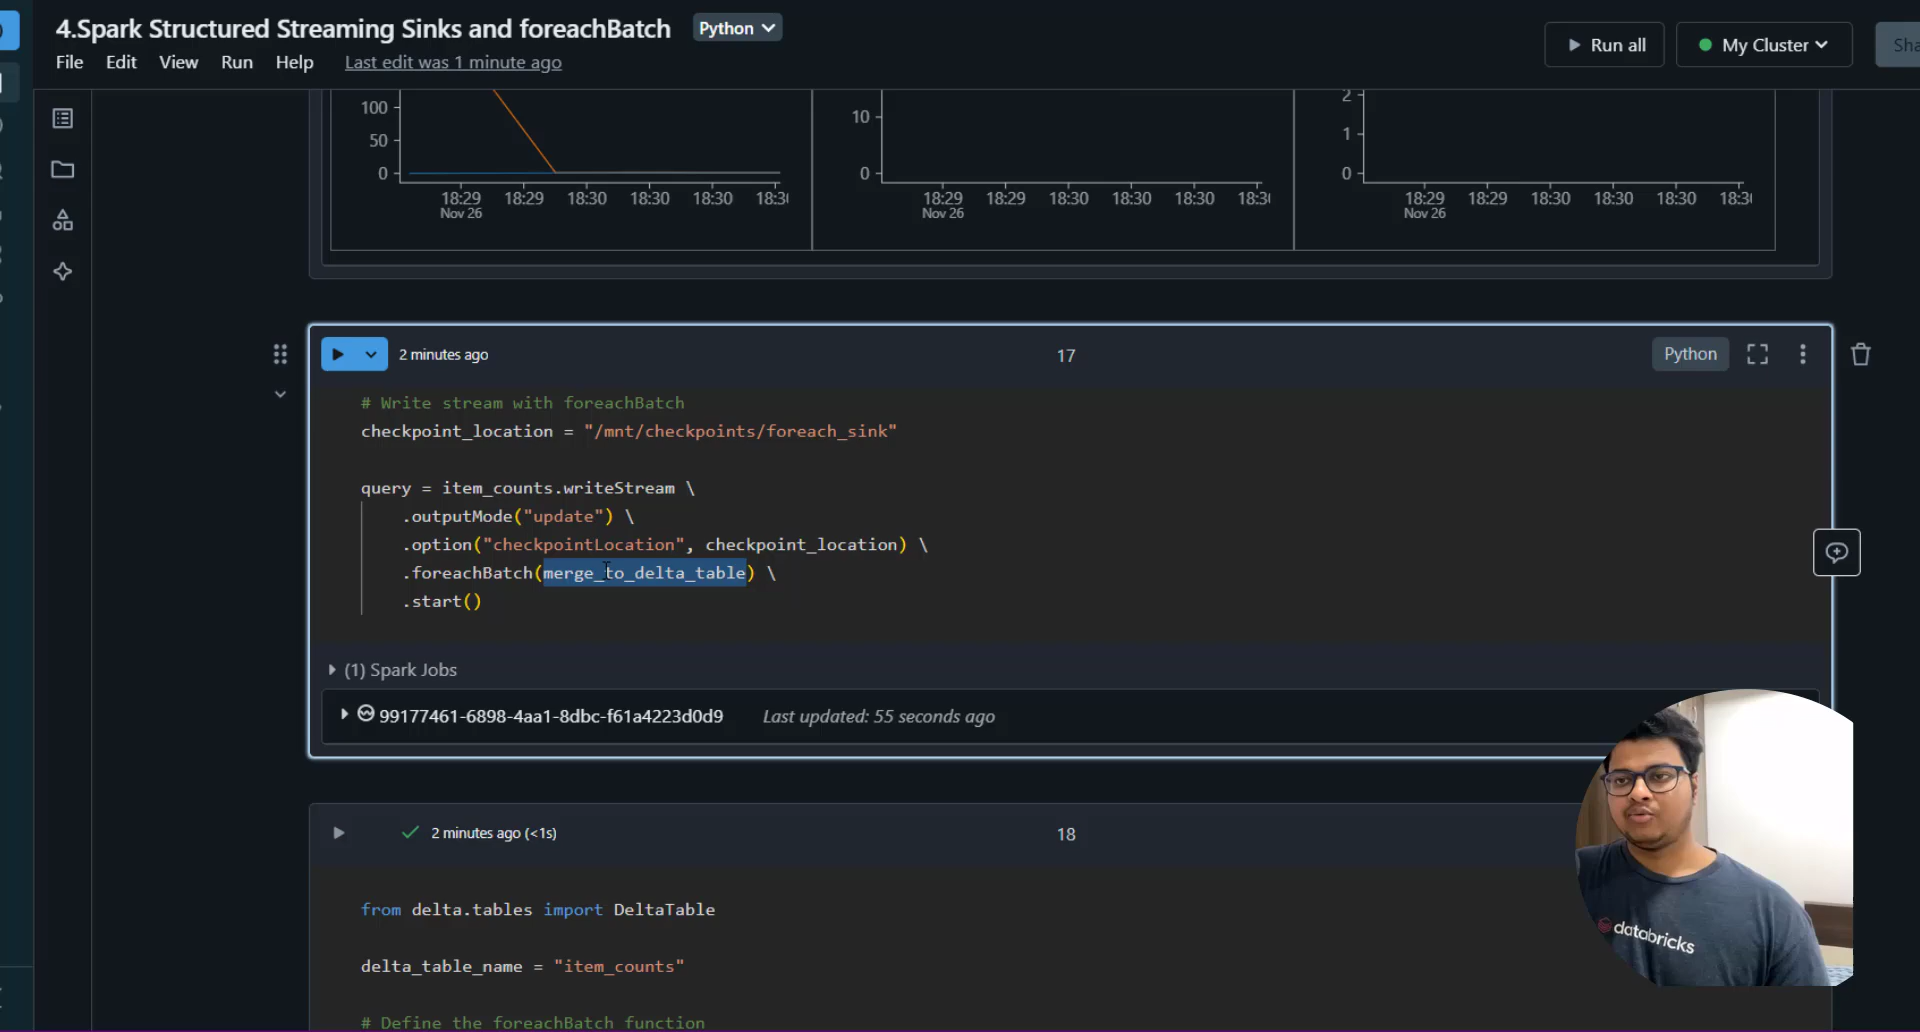 4.Spark Structured Streaming Sinks and foreachBatch
Python
Run all
My Cluster
File Edit View Run Help Last edit was 1 minute ago
100
50
0
18:29 18:29 18:30 18:30 18:30
Nov 26
10
0
18:29 18:29 18:30 18:30 18:30
Nov 26
2
1
0
18:29 18:29 18:30 18:30 18:30
Nov 26
2 minutes ago
17
Python
# Write stream with foreachBatch
checkpoint_location = "/mnt/checkpoints/foreach_sink"
query = item_counts.writeStream \
.outputMode("update") \
.option("checkpointLocation", checkpoint_location) \
.foreachBatch(merge_to_delta_table) \
.start()
(1) Spark Jobs
99177461-6898-4aa1-8dbc-f61a4223d0d9 Last updated: 55 seconds ago
2 minutes ago (<1s)
18
from delta.tables import DeltaTable
delta_table_name = "item_counts"
# Define the foreachBatch function
databricks